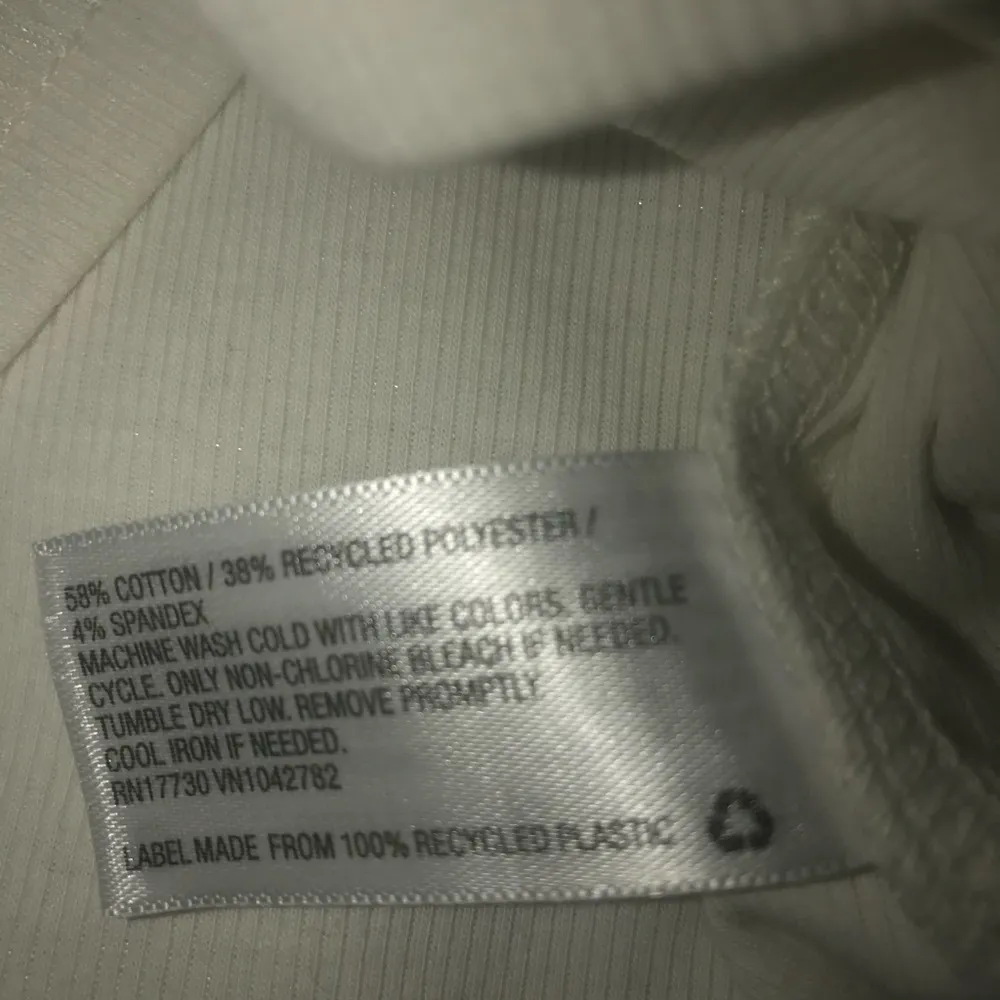 58% COTTON / 38% RECYCLED POLYESTER /
4% SPANDEX
MACHINE WASH COLD WITH LIKE COLORS. GENTLE
CYCLE. ONLY NON-CHLORINE BLEACH IF NEEDED.
TUMBLE DRY LOW. REMOVE PROMPTLY
COOL IRON IF NEEDED.
RN17730 VN1042782
LABEL MADE FROM 100% RECYCLED PLASTIC